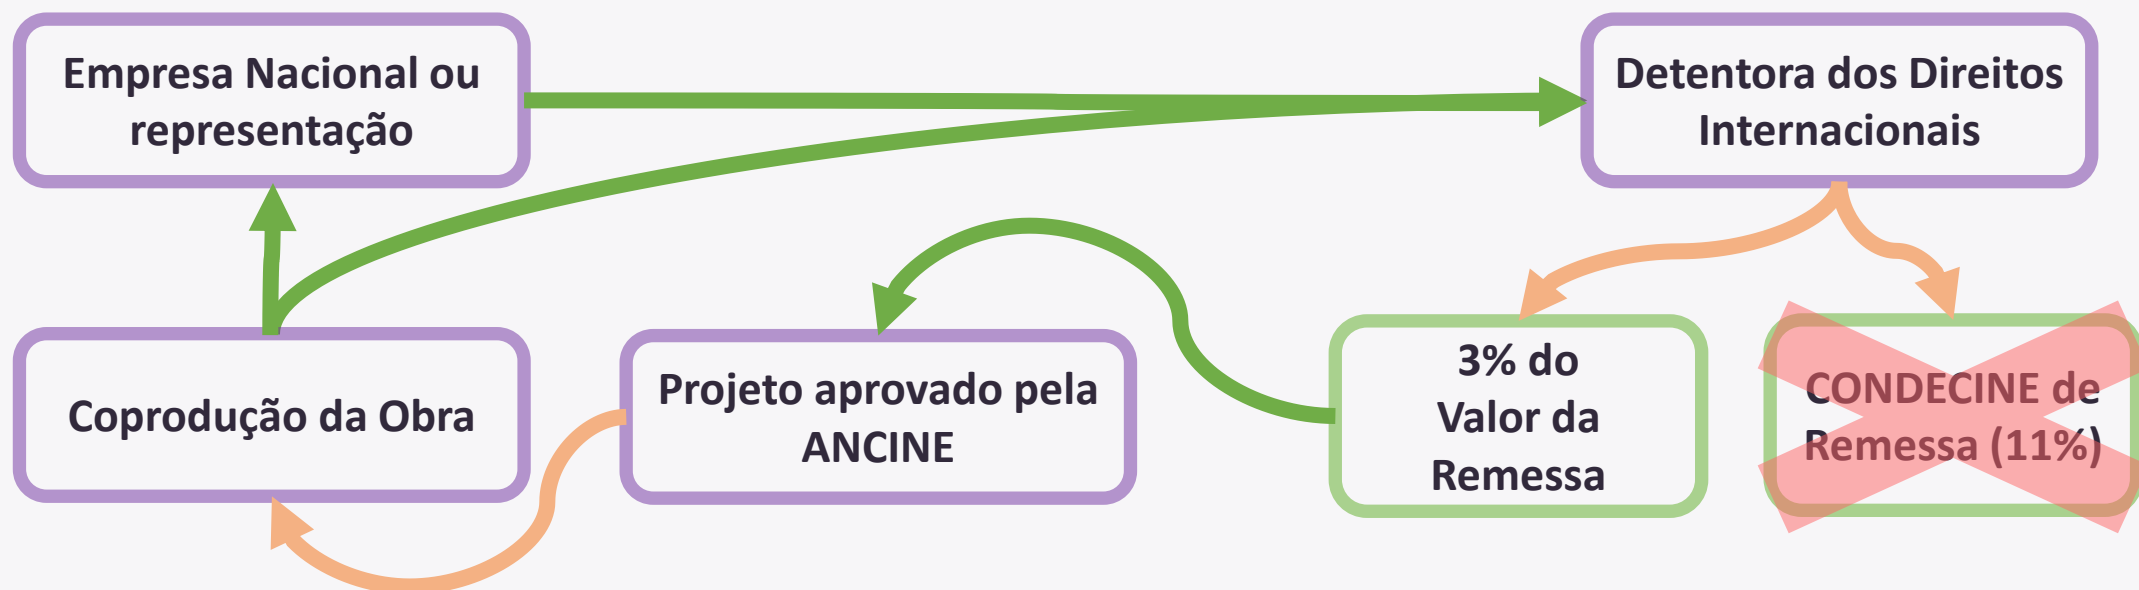 Empresa Nacional ou
representação
Detentora dos Direitos
Internacionais
Coprodução da Obra
Projeto aprovado pela
ANCINE
3% do
Valor da
Remessa
CONDECINE de
Remessa (11%)